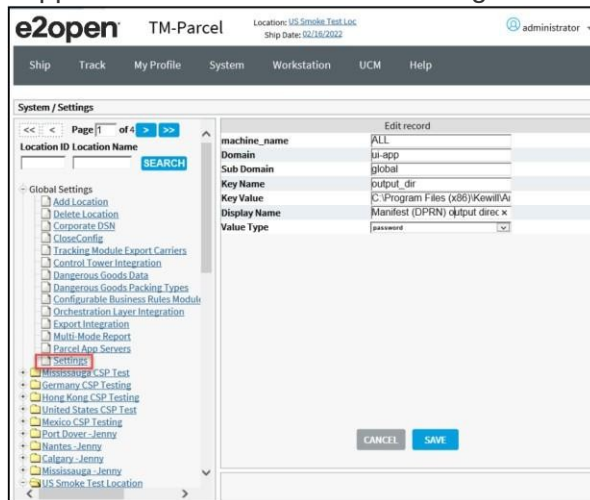 e2open TM-Parcel Location: US Smoke Test Loc administrator
Ship Date: 02/16/2022
Ship Track My Profile System Workstation UCM Help
System / Settings
<< < Page 1 of 4 > >>
Location ID Location Name
SEARCH
Global Settings
Add Location
Delete Location
Corporate DSN
CloseConfig
Tracking Module Export Carriers
Control Tower Integration
Dangerous Goods Data
Dangerous Goods Packing Types
Configurable Business Rules Module
Orchestration Layer Integration
Export Integration
Multi-Mode Report
Parcel App Servers
Settings
Mississauga CSP Test
Germany CSP Testing
Hong Kong CSP Testing
United States CSP Test
Mexico CSP Testing
Port Dover -Jenny
Nantes -Jenny
Calgary -Jenny
Mississauga -Jenny
US Smoke Test Location
Edit record
machine_name ALL
Domain ui-app
Sub Domain global
Key Name output_dir
Key Value C:\Program Files (x86)\Kewill\
Display Name Manifest (DPRN) output direc
Value Type password
CANCEL SAVE